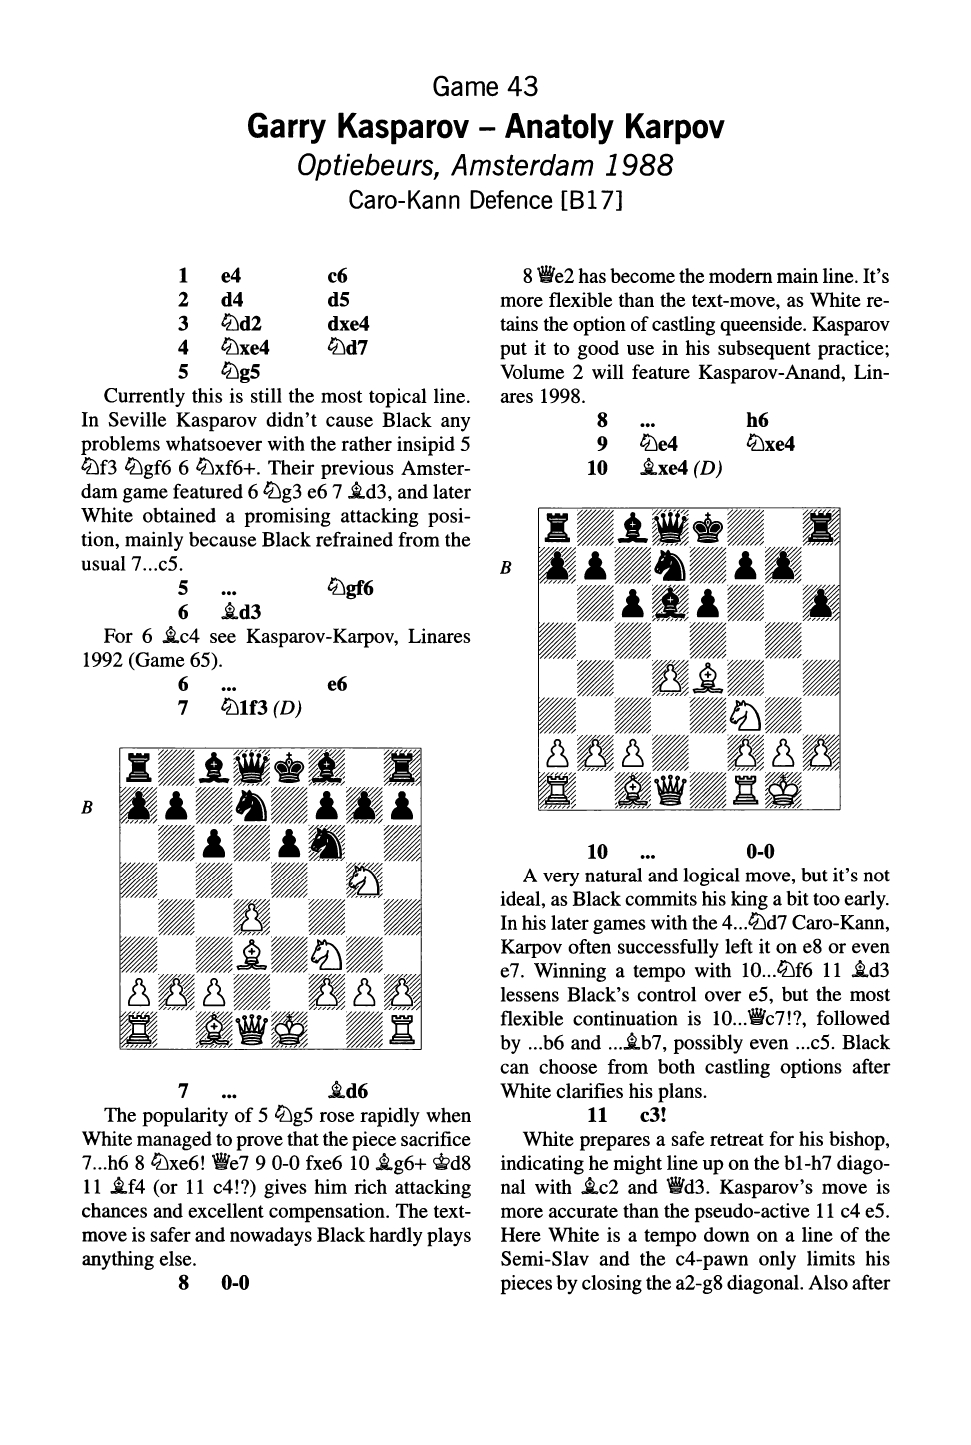 Game 43
Garry Kasparov – Anatoly Karpov
Optiebeurs, Amsterdam 1988
Caro-Kann Defence [B17]
1 e4 c6
2 d4 d5
3 ♘d2 dxe4
4 ♘xe4 ♘d7
5 ♘g5
Currently this is still the most topical line.
In Seville Kasparov didn't cause Black any
problems whatsoever with the rather insipid 5
♘f3 ♘gf6 6 ♘xf6+. Their previous Amster-
dam game featured 6 ♘g3 e6 7 ♗d3, and later
White obtained a promising attacking posi-
tion, mainly because Black refrained from the
usual 7...c5.
5 ... ♘gf6
6 ♗d3
For 6 ♗c4 see Kasparov-Karpov, Linares
1992 (Game 65).
6 ... e6
7 ♘1f3 (D)
B
7 ... ♗d6
The popularity of 5 ♘g5 rose rapidly when
White managed to prove that the piece sacrifice
7...h6 8 ♘xe6! ♕e7 9 0-0 fxe6 10 ♗g6+ ♔d8
11 ♗f4 (or 11 c4!?) gives him rich attacking
chances and excellent compensation. The text-
move is safer and nowadays Black hardly plays
anything else.
8 0-0
8 ♕e2 has become the modern main line. It's
more flexible than the text-move, as White re-
tains the option of castling queenside. Kasparov
put it to good use in his subsequent practice;
Volume 2 will feature Kasparov-Anand, Lin-
ares 1998.
8 ... h6
9 ♘e4 ♘xe4
10 ♗xe4 (D)
B
10 ... 0-0
A very natural and logical move, but it's not
ideal, as Black commits his king a bit too early.
In his later games with the 4...♘d7 Caro-Kann,
Karpov often successfully left it on e8 or even
e7. Winning a tempo with 10...♘f6 11 ♗d3
lessens Black's control over e5, but the most
flexible continuation is 10...♕c7!?, followed
by ...b6 and ...♗b7, possibly even ...c5. Black
can choose from both castling options after
White clarifies his plans.
11 c3!
White prepares a safe retreat for his bishop,
indicating he might line up on the b1-h7 diago-
nal with ♗c2 and ♕d3. Kasparov's move is
more accurate than the pseudo-active 11 c4 e5.
Here White is a tempo down on a line of the
Semi-Slav and the c4-pawn only limits his
pieces by closing the a2-g8 diagonal. Also after